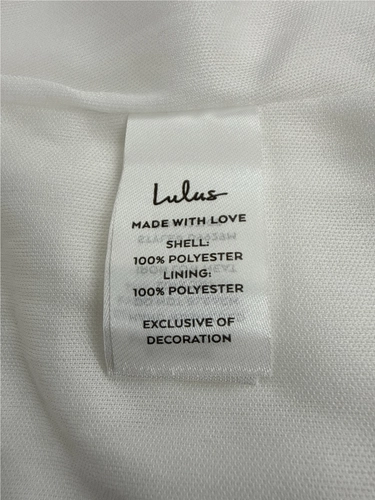 Lulus
MADE WITH LOVE
SHELL:
100% POLYESTER
LINING:
100% POLYESTER
EXCLUSIVE OF
DECORATION